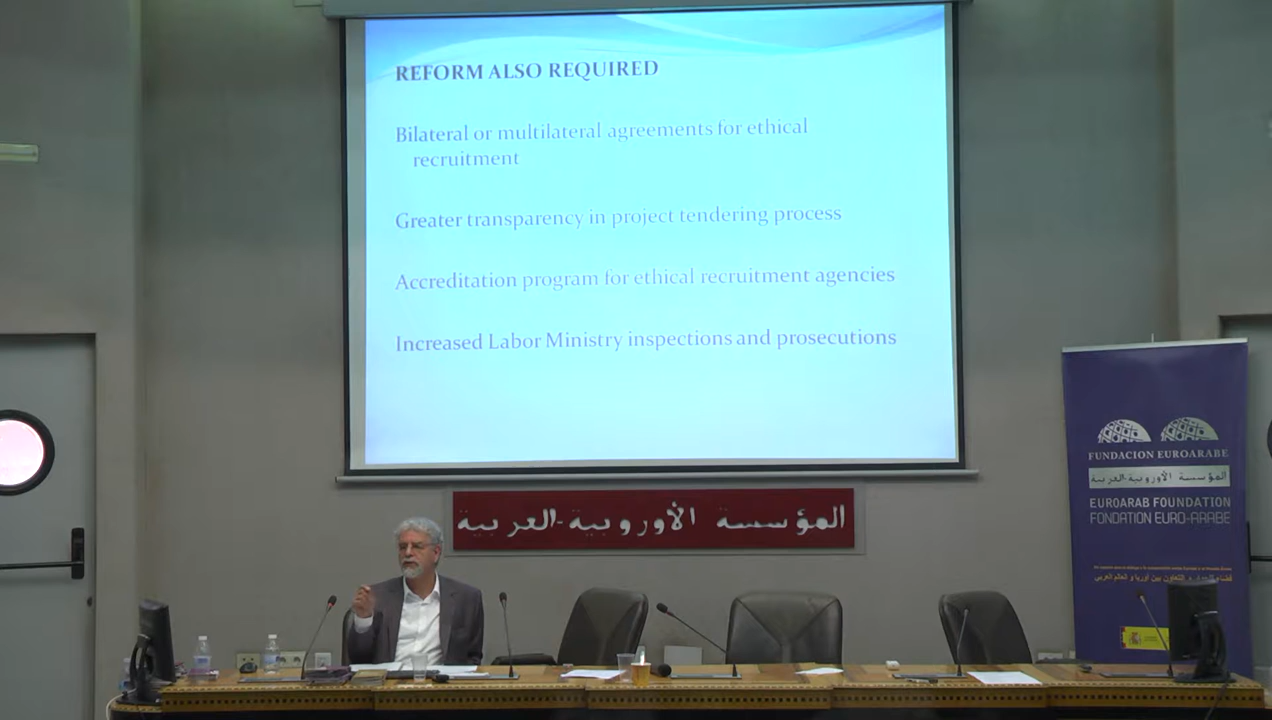 REFORM ALSO REQUIRED
Bilateral or multilateral agreements for ethical
recruitment
Greater transparency in project tendering process
Accreditation program for ethical recruitment agencies
Increased Labor Ministry inspections and prosecutions
المؤسسة الأوروبية-العربية
FUNDACION EUROARABE
المؤسسة الأوروبية-العربية
EUROARAB FOUNDATION
FONDATION EURO-ARABE